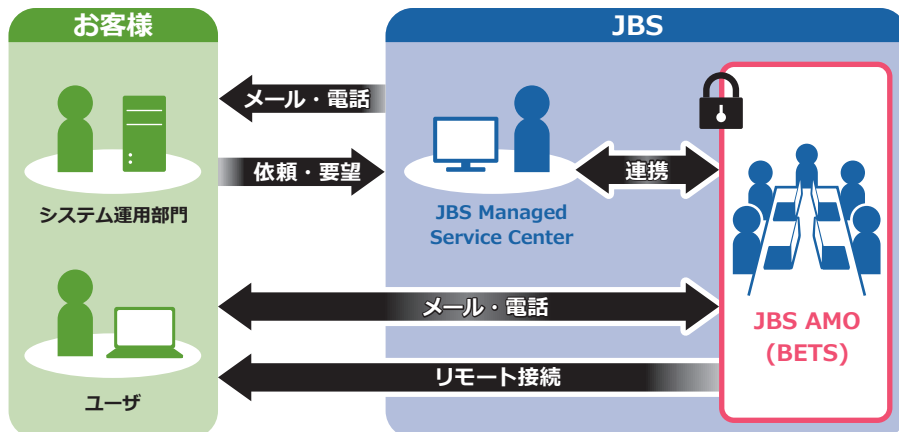 お客様
JBS
メール・電話
依頼・要望
連携
システム運用部門
JBS Managed
Service Center
メール・電話
JBS AMO
(BETS)
リモート接続
ユーザ